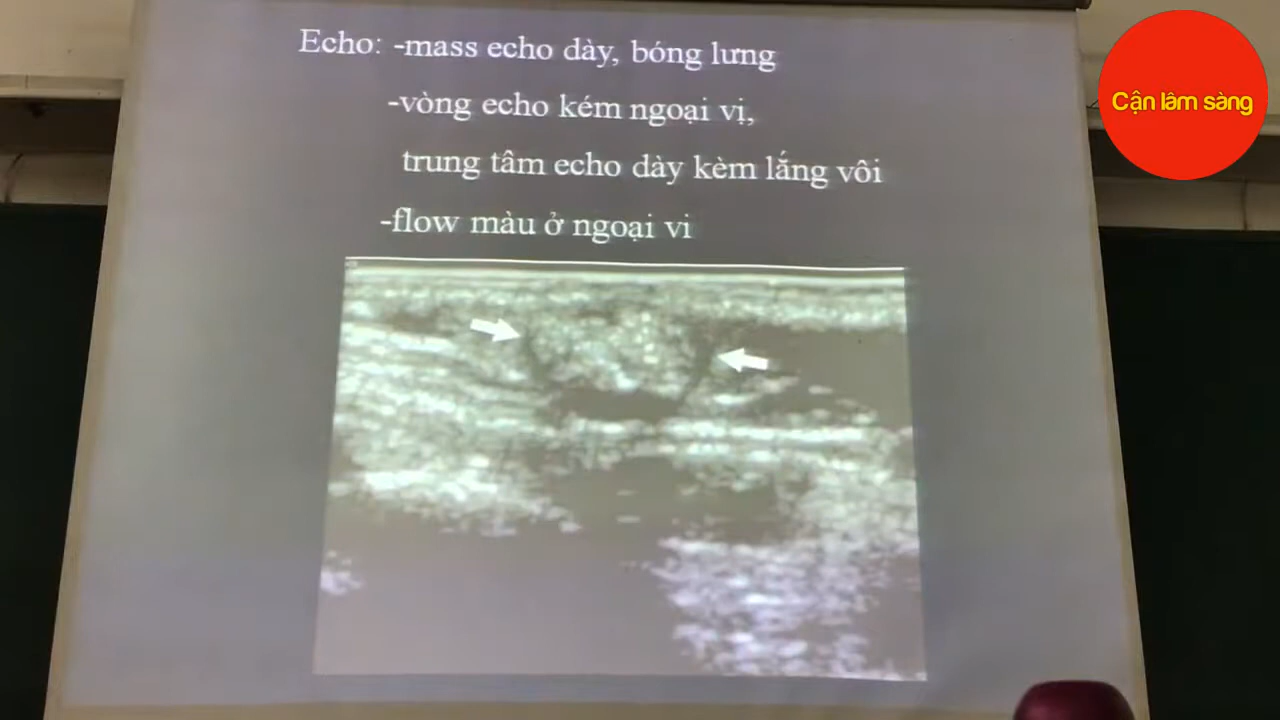 Echo: -mass echo dày, bóng lưng
-vòng echo kém ngoại vị,
trung tâm echo dày kèm lắng vôi
-flow màu ở ngoại vi
Cận lâm sàng